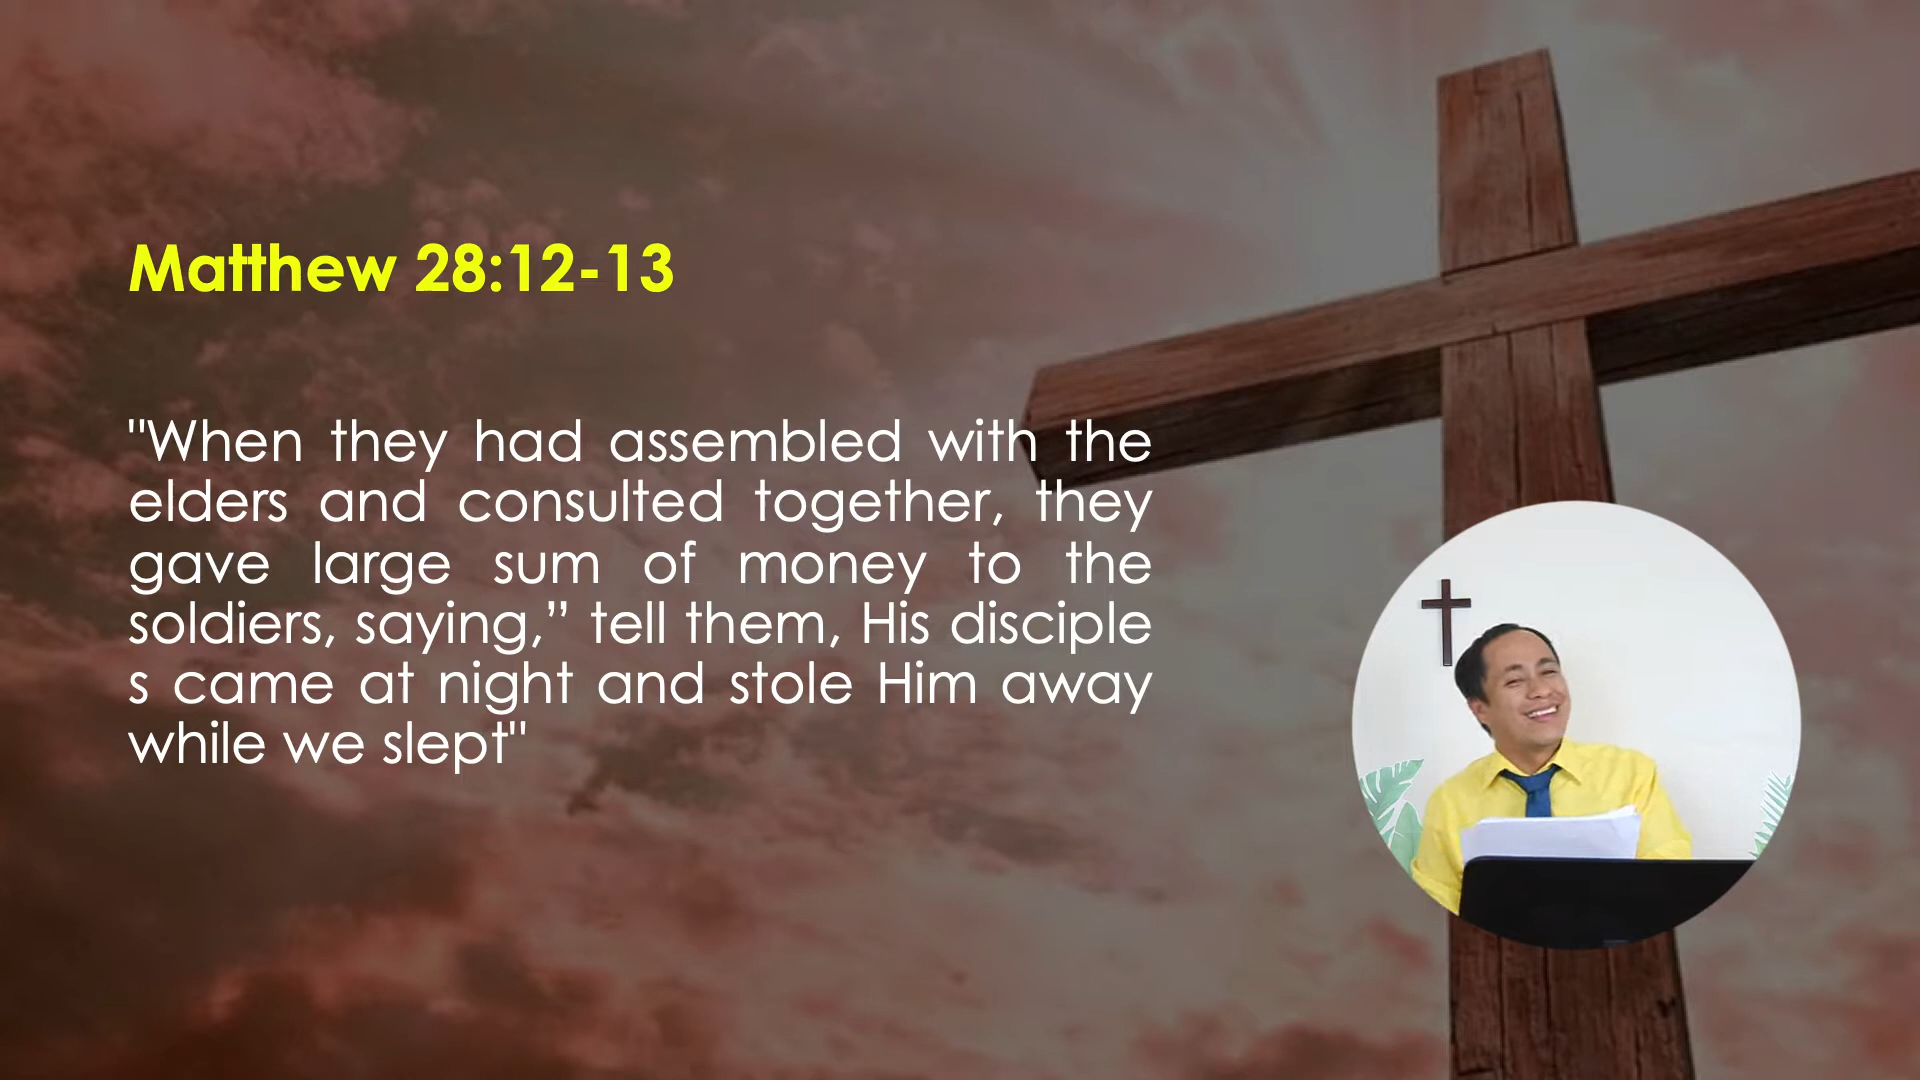 Matthew 28:12-13
"When they had assembled with the
elders and consulted together, they
gave large sum of money to the
soldiers, saying,” tell them, His disciple
s came at night and stole Him away
while we slept"